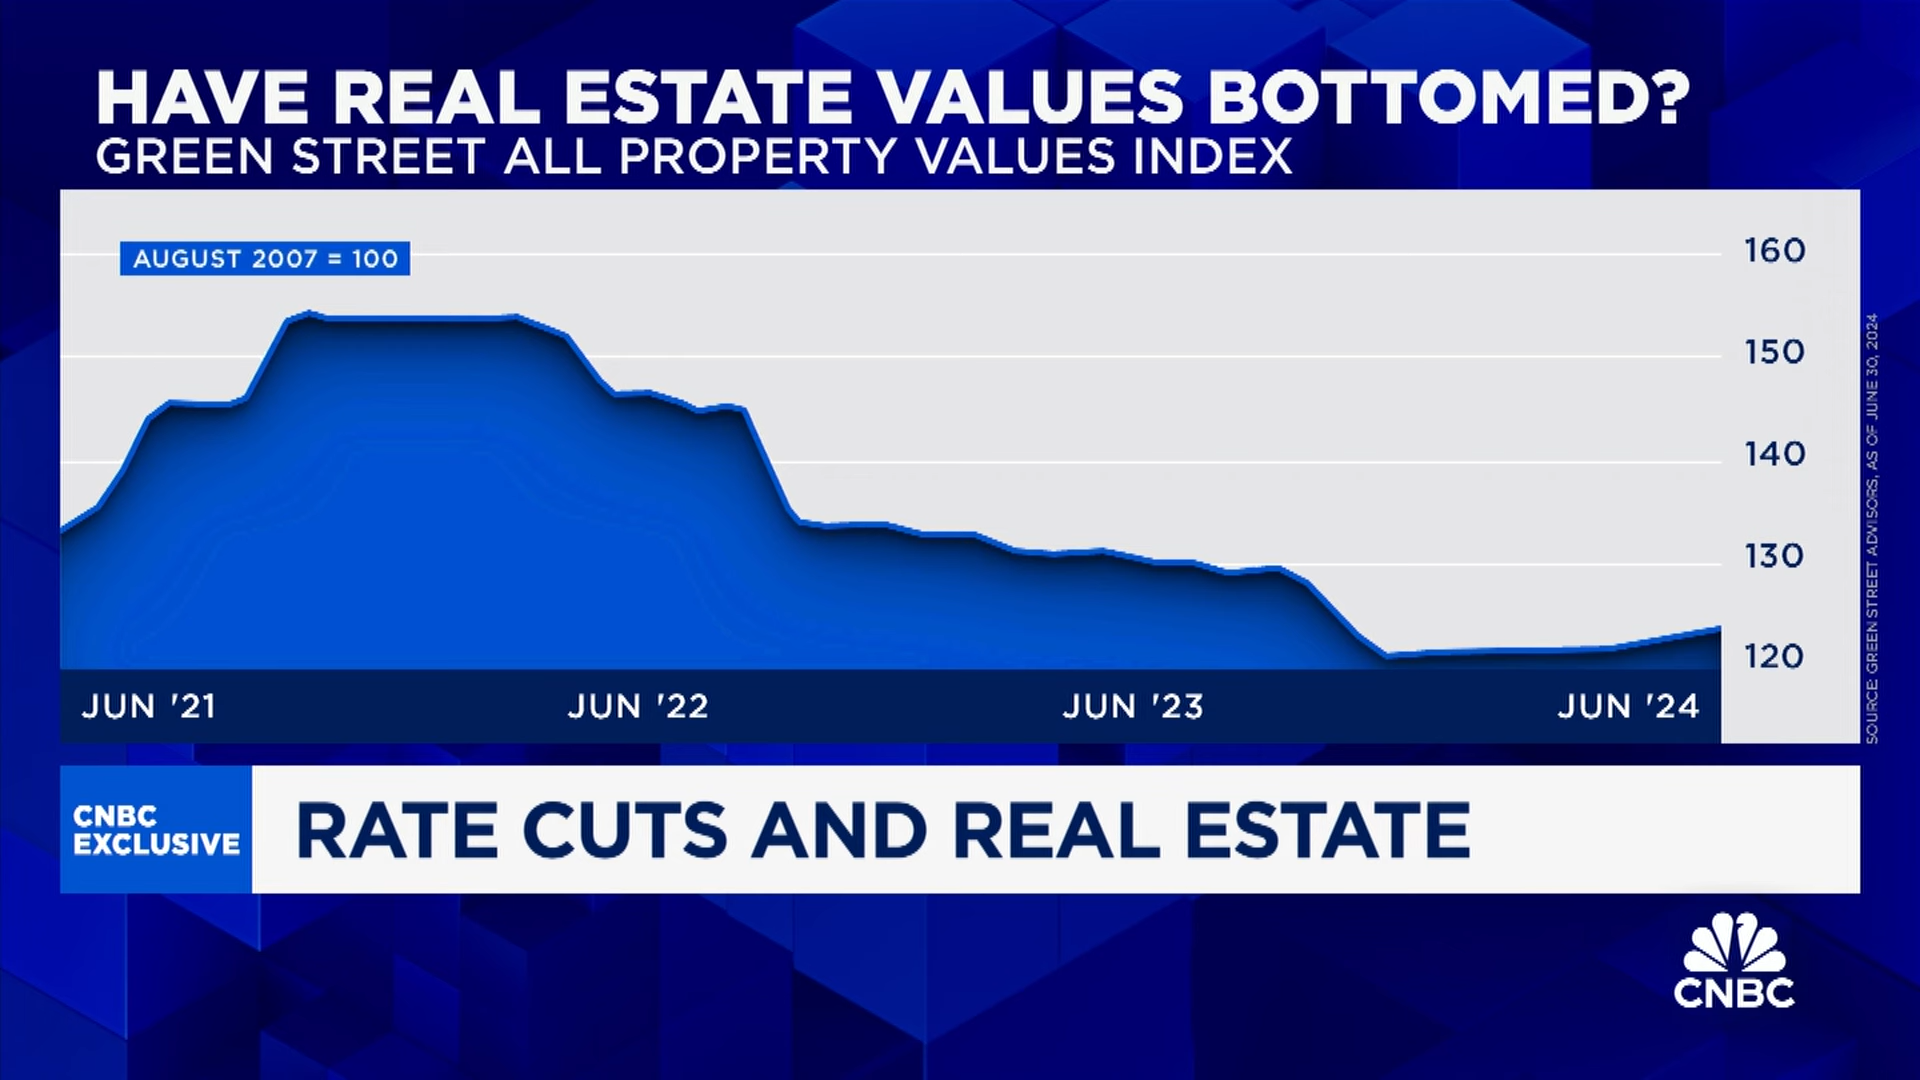 HAVE REAL ESTATE VALUES BOTTOMED?
GREEN STREET ALL PROPERTY VALUES INDEX
AUGUST 2007 = 100
160
150
140
130
120
JUN '21 JUN '22 JUN '23 JUN '24
SOURCE: GREEN STREET ADVISORS, AS OF JUNE 30, 2024
CNBC
EXCLUSIVE
RATE CUTS AND REAL ESTATE
CNBC